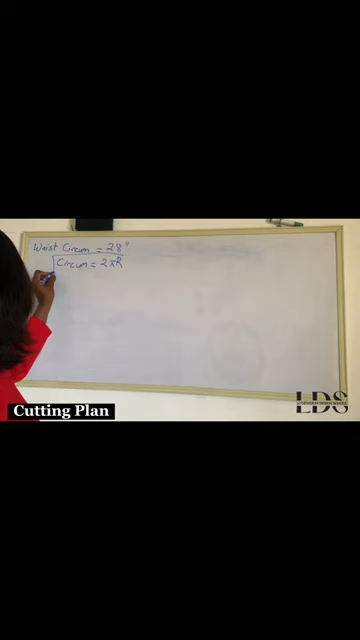 Waist Circum = 28"
Circum = 2πR
LDS
Cutting Plan